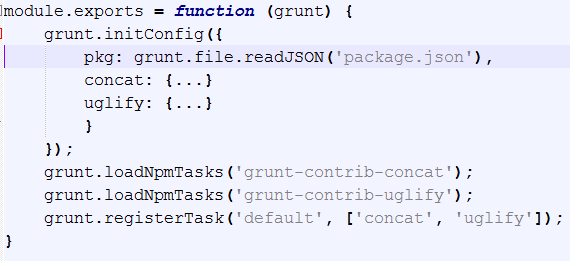 module.exports = function (grunt) {
    grunt.initConfig({
        pkg: grunt.file.readJSON('package.json'),
        concat: {...}
        uglify: {...}
        }
    });
    grunt.loadNpmTasks('grunt-contrib-concat');
    grunt.loadNpmTasks('grunt-contrib-uglify');
    grunt.registerTask('default', ['concat', 'uglify']);
}